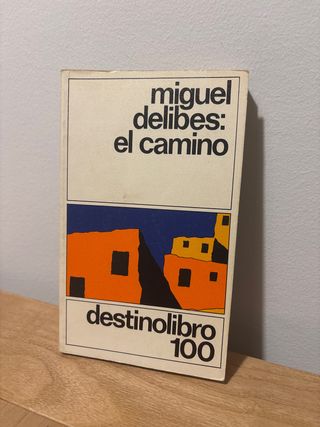 miguel
delibes:
el camino
destinolibro
100